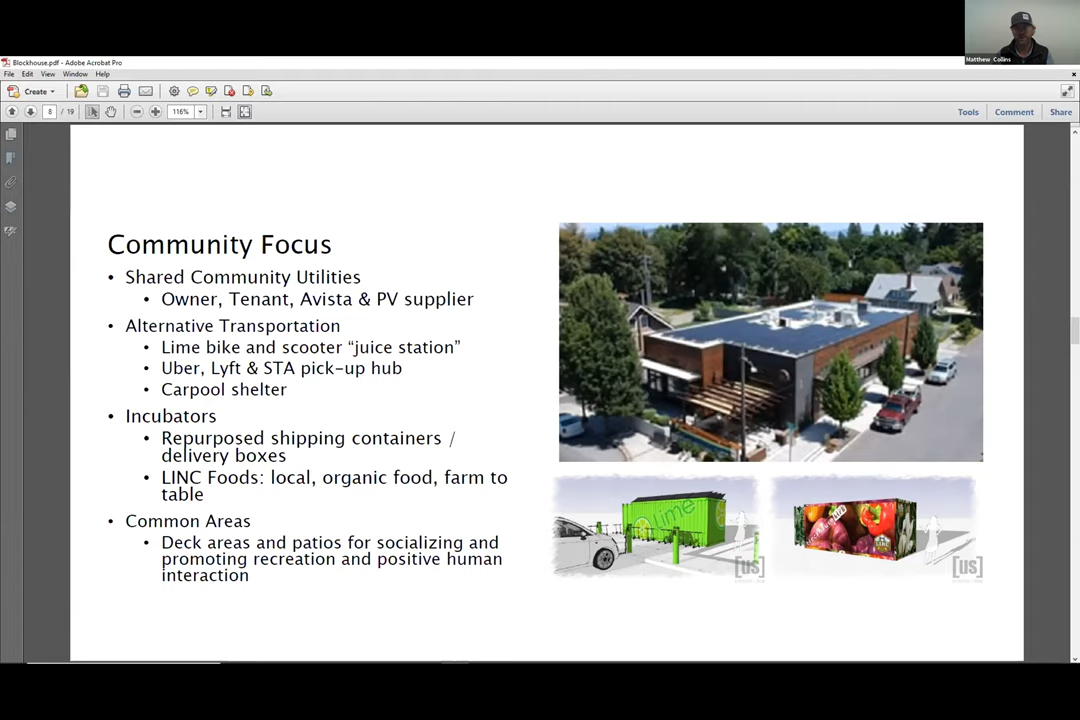 Matthew Collins
Blockhouse.pdf - Adobe Acrobat Pro
File Edit View Window Help
Create
8 / 19 116%
Tools Comment Share
Community Focus
• Shared Community Utilities
• Owner, Tenant, Avista & PV supplier
• Alternative Transportation
• Lime bike and scooter “juice station”
• Uber, Lyft & STA pick-up hub
• Carpool shelter
• Incubators
• Repurposed shipping containers /
delivery boxes
• LINC Foods: local, organic food, farm to
table
• Common Areas
• Deck areas and patios for socializing and
promoting recreation and positive human
interaction
Lime
[us]
[us]